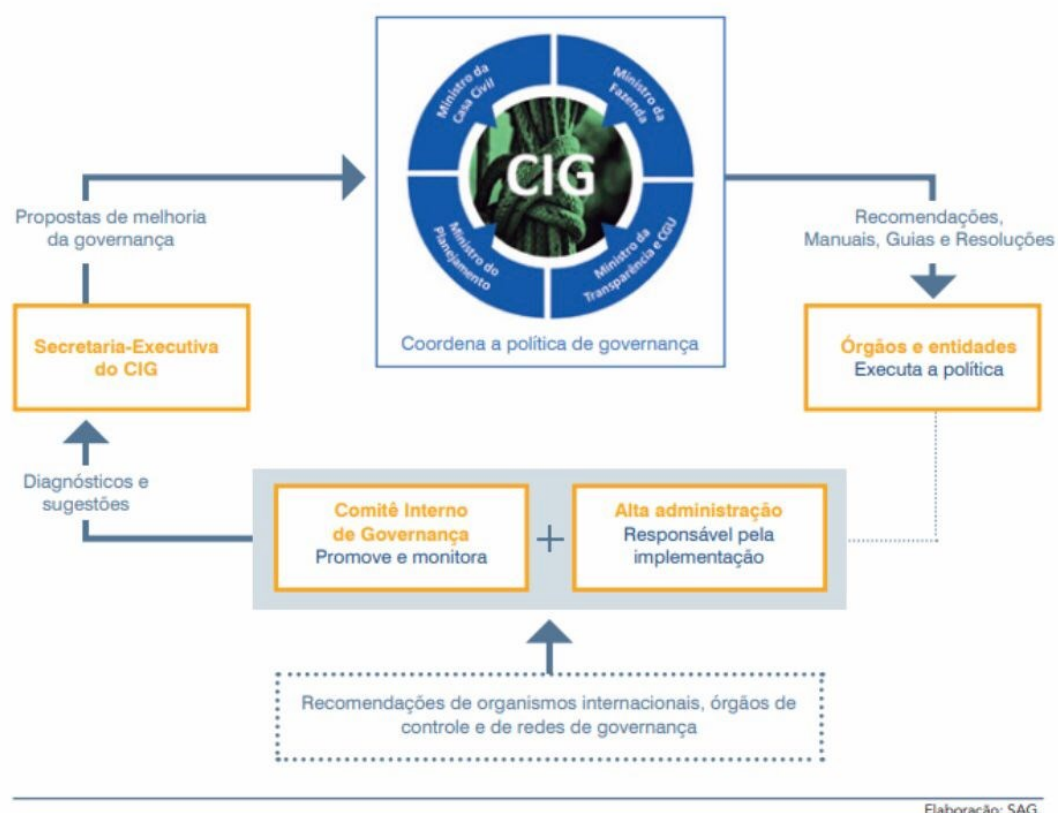 Ministro da
Casa Civil
Ministro da
Fazenda
CIG
Ministro do
Planejamento
Ministro da
Transparência e CGU
Coordena a política de governança
Propostas de melhoria
da governança
Recomendações,
Manuais, Guias e Resoluções
Secretaria-Executiva
do CIG
Órgãos e entidades
Executa a política
Diagnósticos e
sugestões
Comitê Interno
de Governança
Promove e monitora
+
Alta administração
Responsável pela
implementação
Recomendações de organismos internacionais, órgãos de
controle e de redes de governança
Elaboração: SAG.